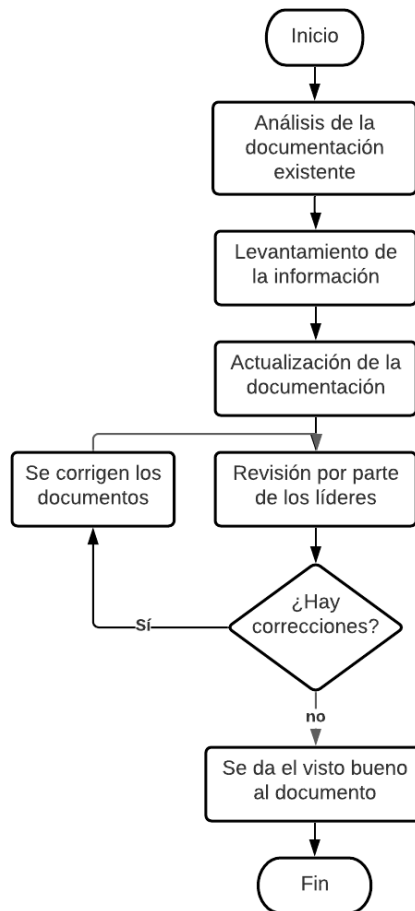 Inicio
Análisis de la
documentación
existente
Levantamiento de
la información
Actualización de la
documentación
Se corrigen los
documentos
Revisión por parte
de los líderes
¿Hay
correcciones?
Sí
no
Se da el visto bueno
al documento
Fin